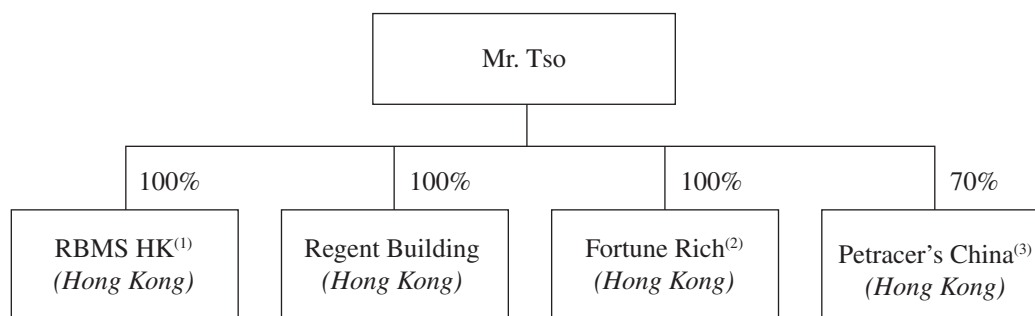 Mr. Tso
100%
100%
100%
70%
RBMS HK(1)
(Hong Kong)
Regent Building
(Hong Kong)
Fortune Rich(2)
(Hong Kong)
Petracer’s China(3)
(Hong Kong)